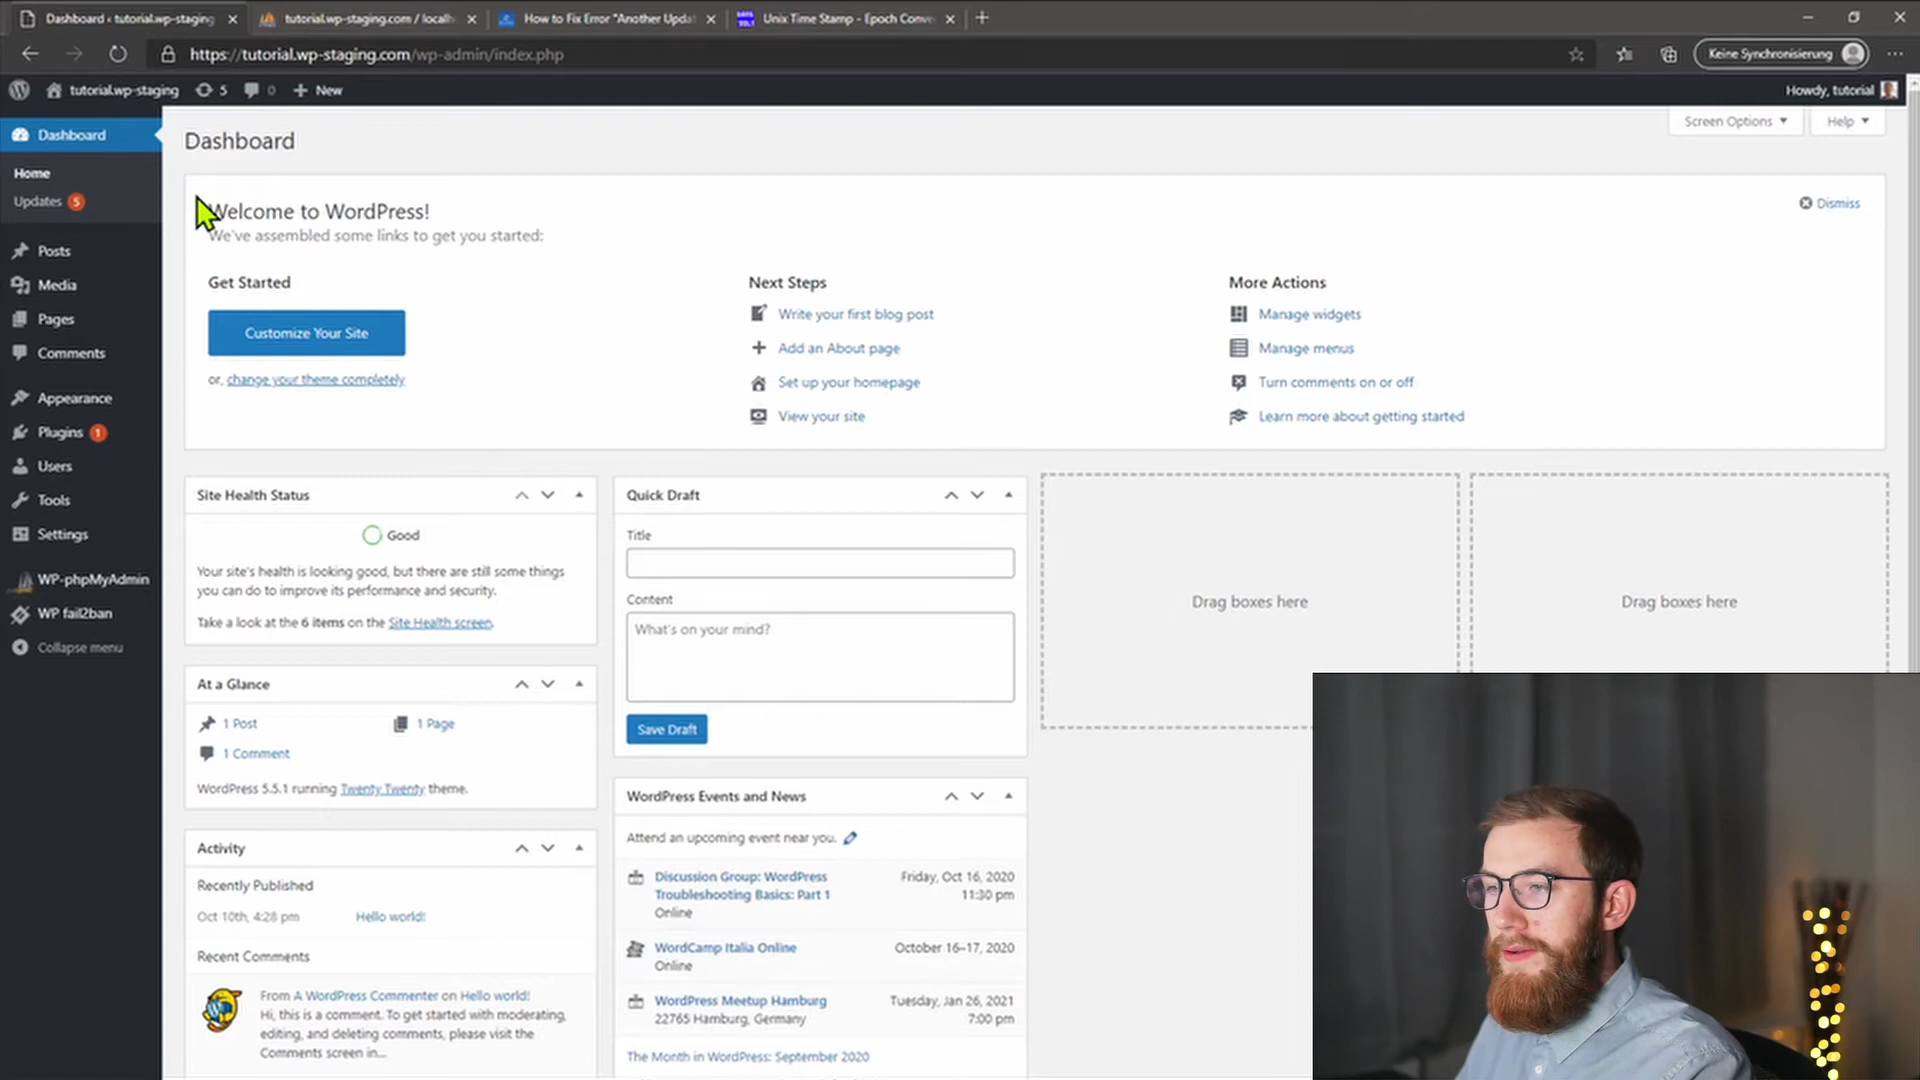 Dashboard ‹ tutorial.wp-staging
tutorial.wp-staging.com / localh
How to Fix Error "Another Upda
Unix Time Stamp - Epoch Conve
https://tutorial.wp-staging.com/wp-admin/index.php
Keine Synchronisierung
tutorial.wp-staging
5
0
New
Howdy, tutorial
Dashboard
Home
Updates 5
Posts
Media
Pages
Comments
Appearance
Plugins 1
Users
Tools
Settings
WP-phpMyAdmin
WP fail2ban
Collapse menu
Dashboard
Screen Options
Help
Welcome to WordPress!
We've assembled some links to get you started:
Dismiss
Get Started
Customize Your Site
or, change your theme completely
Next Steps
Write your first blog post
Add an About page
Set up your homepage
View your site
More Actions
Manage widgets
Manage menus
Turn comments on or off
Learn more about getting started
Site Health Status
Good
Your site's health is looking good, but there are still some things
you can do to improve its performance and security.
Take a look at the 6 items on the Site Health screen.
At a Glance
1 Post
1 Page
1 Comment
WordPress 5.5.1 running Twenty Twenty theme.
Activity
Recently Published
Oct 10th, 4:28 pm
Hello world!
Recent Comments
From A WordPress Commenter on Hello world!
Hi, this is a comment. To get started with moderating,
editing, and deleting comments, please visit the
Comments screen in...
Quick Draft
Title
Content
What's on your mind?
Save Draft
WordPress Events and News
Attend an upcoming event near you.
Discussion Group: WordPress
Troubleshooting Basics: Part 1
Online
Friday, Oct 16, 2020
11:30 pm
WordCamp Italia Online
Online
October 16–17, 2020
WordPress Meetup Hamburg
22765 Hamburg, Germany
Tuesday, Jan 26, 2021
7:00 pm
The Month in WordPress: September 2020
Drag boxes here
Drag boxes here